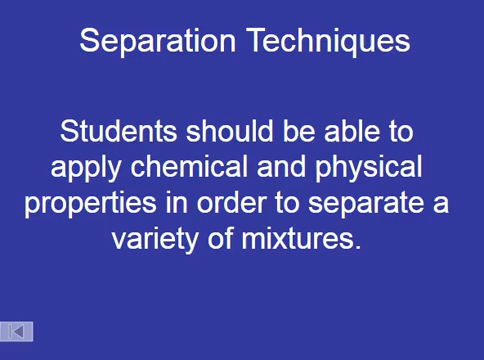 Separation Techniques
Students should be able to
apply chemical and physical
properties in order to separate a
variety of mixtures.